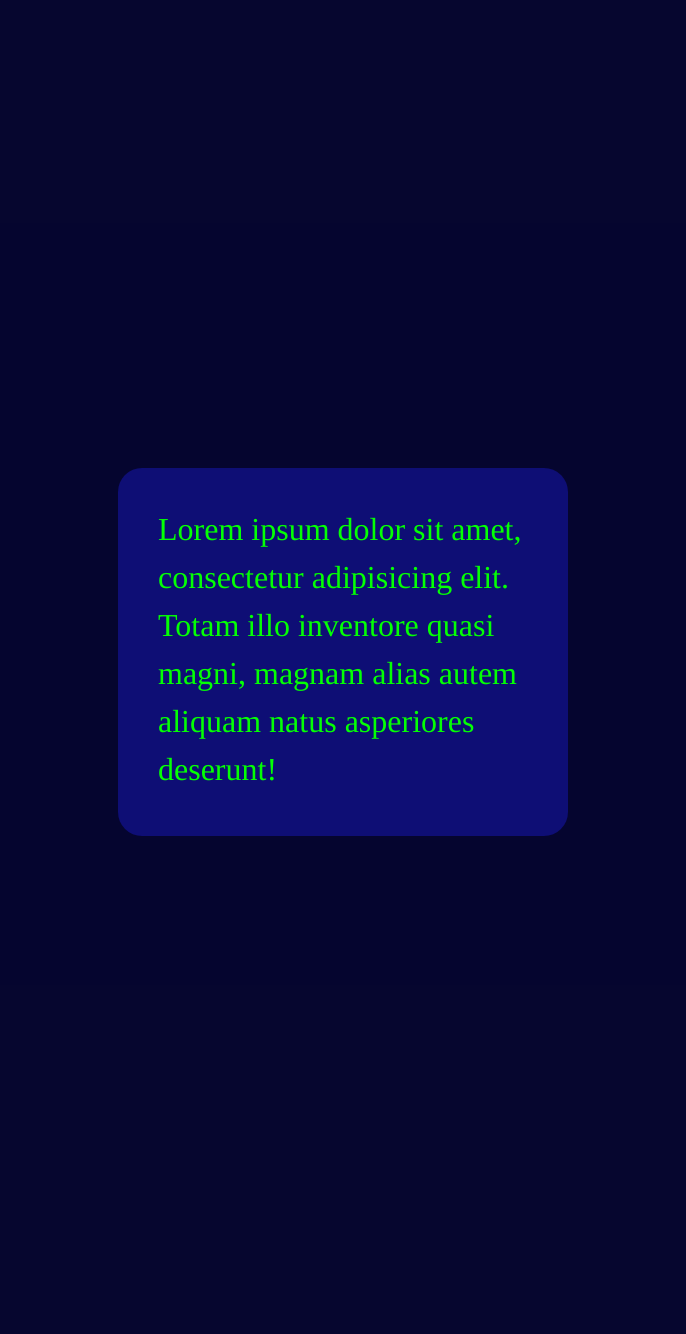 Lorem ipsum dolor sit amet,
consectetur adipisicing elit.
Totam illo inventore quasi
magni, magnam alias autem
aliquam natus asperiores
deserunt!